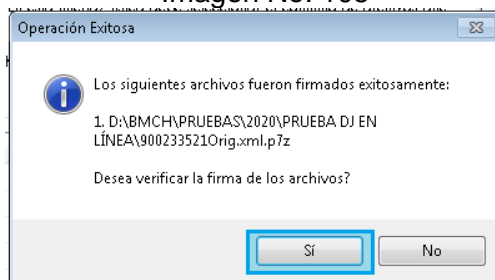 Operación Exitosa
Los siguientes archivos fueron firmados exitosamente:
1. D:\BMCH\PRUEBAS\2020\PRUEBA DJ EN
LÍNEA\900233521Orig.xml.p7z
Desea verificar la firma de los archivos?
Sí
No